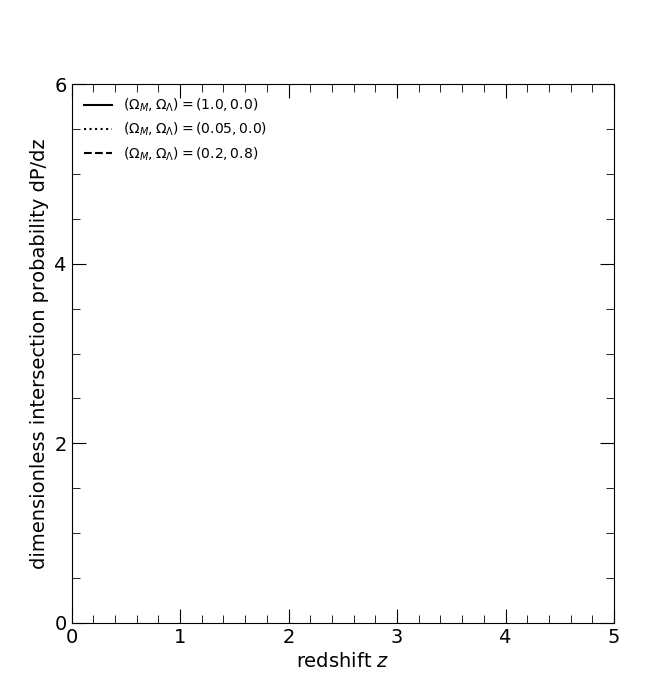 6
(Ω_M, Ω_Λ) = (1.0, 0.0)
(Ω_M, Ω_Λ) = (0.05, 0.0)
(Ω_M, Ω_Λ) = (0.2, 0.8)
dimensionless intersection probability dP/dz
4
2
0
0 1 2 3 4 5
redshift z